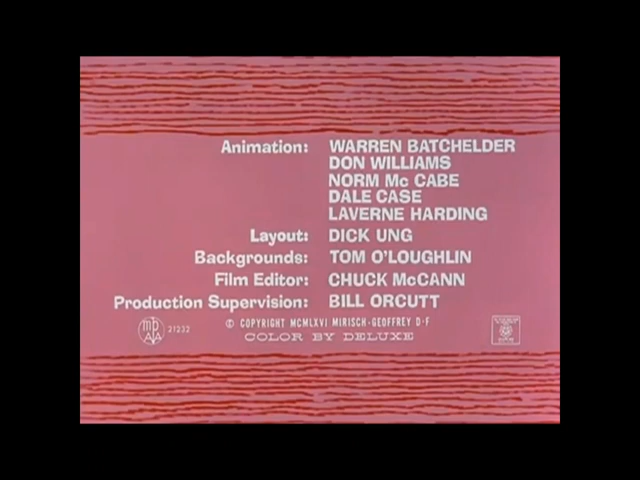 Animation: WARREN BATCHELDER
DON WILLIAMS
NORM Mc CABE
DALE CASE
LAVERNE HARDING
Layout: DICK UNG
Backgrounds: TOM O'LOUGHLIN
Film Editor: CHUCK McCANN
Production Supervision: BILL ORCUTT
21232 © COPYRIGHT MCMLXVI MIRISCH-GEOFFREY D-F
COLOR BY DELUXE